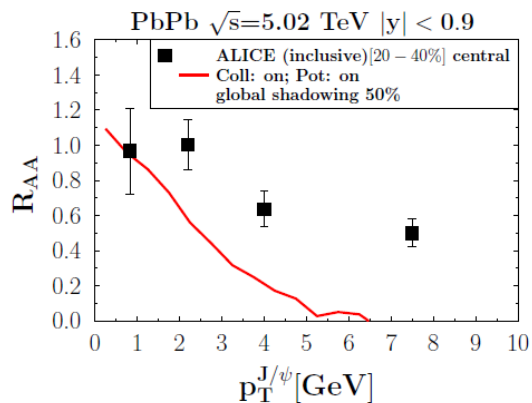 PbPb √s=5.02 TeV |y| < 0.9
ALICE (inclusive)[20 − 40%] central
Coll: on; Pot: on
global shadowing 50%
1.6
1.4
1.2
1.0
0.8
0.6
0.4
0.2
0.0
R_AA
0 1 2 3 4 5 6 7 8 9 10
p_T^{J/ψ}[GeV]